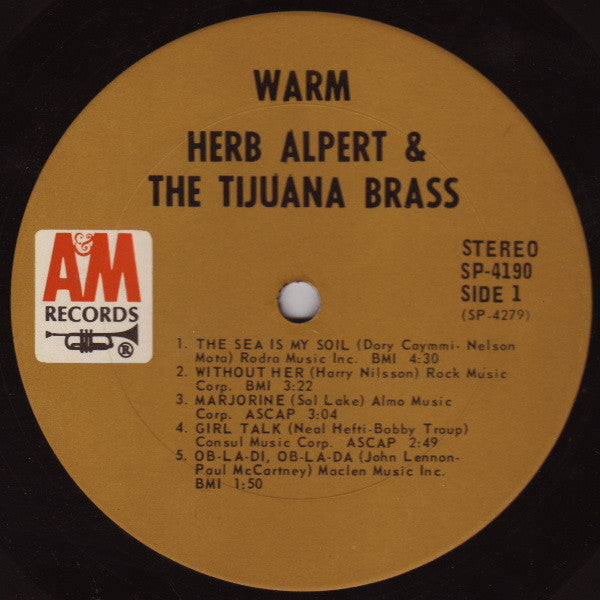 WARM
HERB ALPERT &
THE TIJUANA BRASS
A&M
RECORDS
®
STEREO
SP-4190
SIDE 1
(SP-4279)
1. THE SEA IS MY SOIL (Dory Caymmi- Nelson
Mota) Rodra Music Inc. BMI 4:30
2. WITHOUT HER (Harry Nilsson) Rock Music
Corp. BMI 3:22
3. MARJORINE (Sol Lake) Almo Music
Corp. ASCAP 3:04
4. GIRL TALK (Neal Hefti-Bobby Troup)
Consul Music Corp. ASCAP 2:49
5. OB-LA-DI, OB-LA-DA (John Lennon-
Paul McCartney) Maclen Music Inc.
BMI 1:50